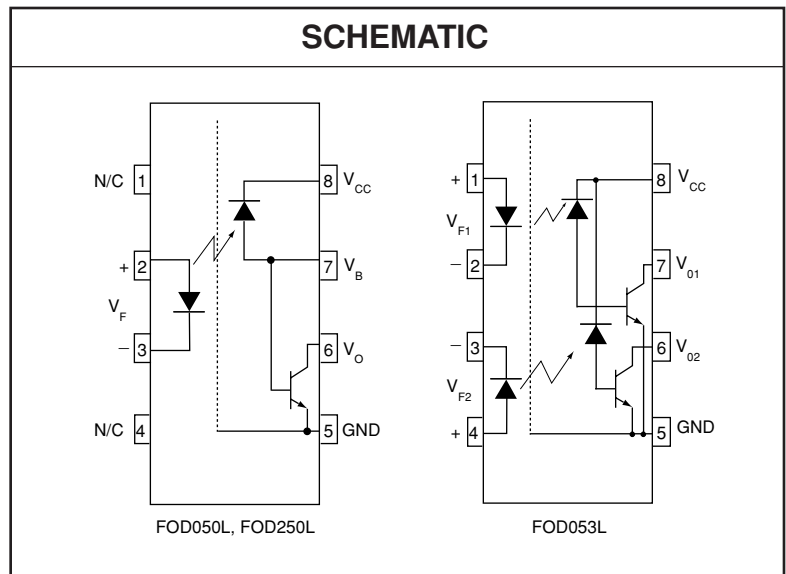 SCHEMATIC
N/C 1
8 VCC
+ 2
VF
7 VB
− 3
6 VO
N/C 4
5 GND
FOD050L, FOD250L
+ 1
8 VCC
VF1
− 2
7 V01
− 3
6 V02
VF2
+ 4
5 GND
FOD053L